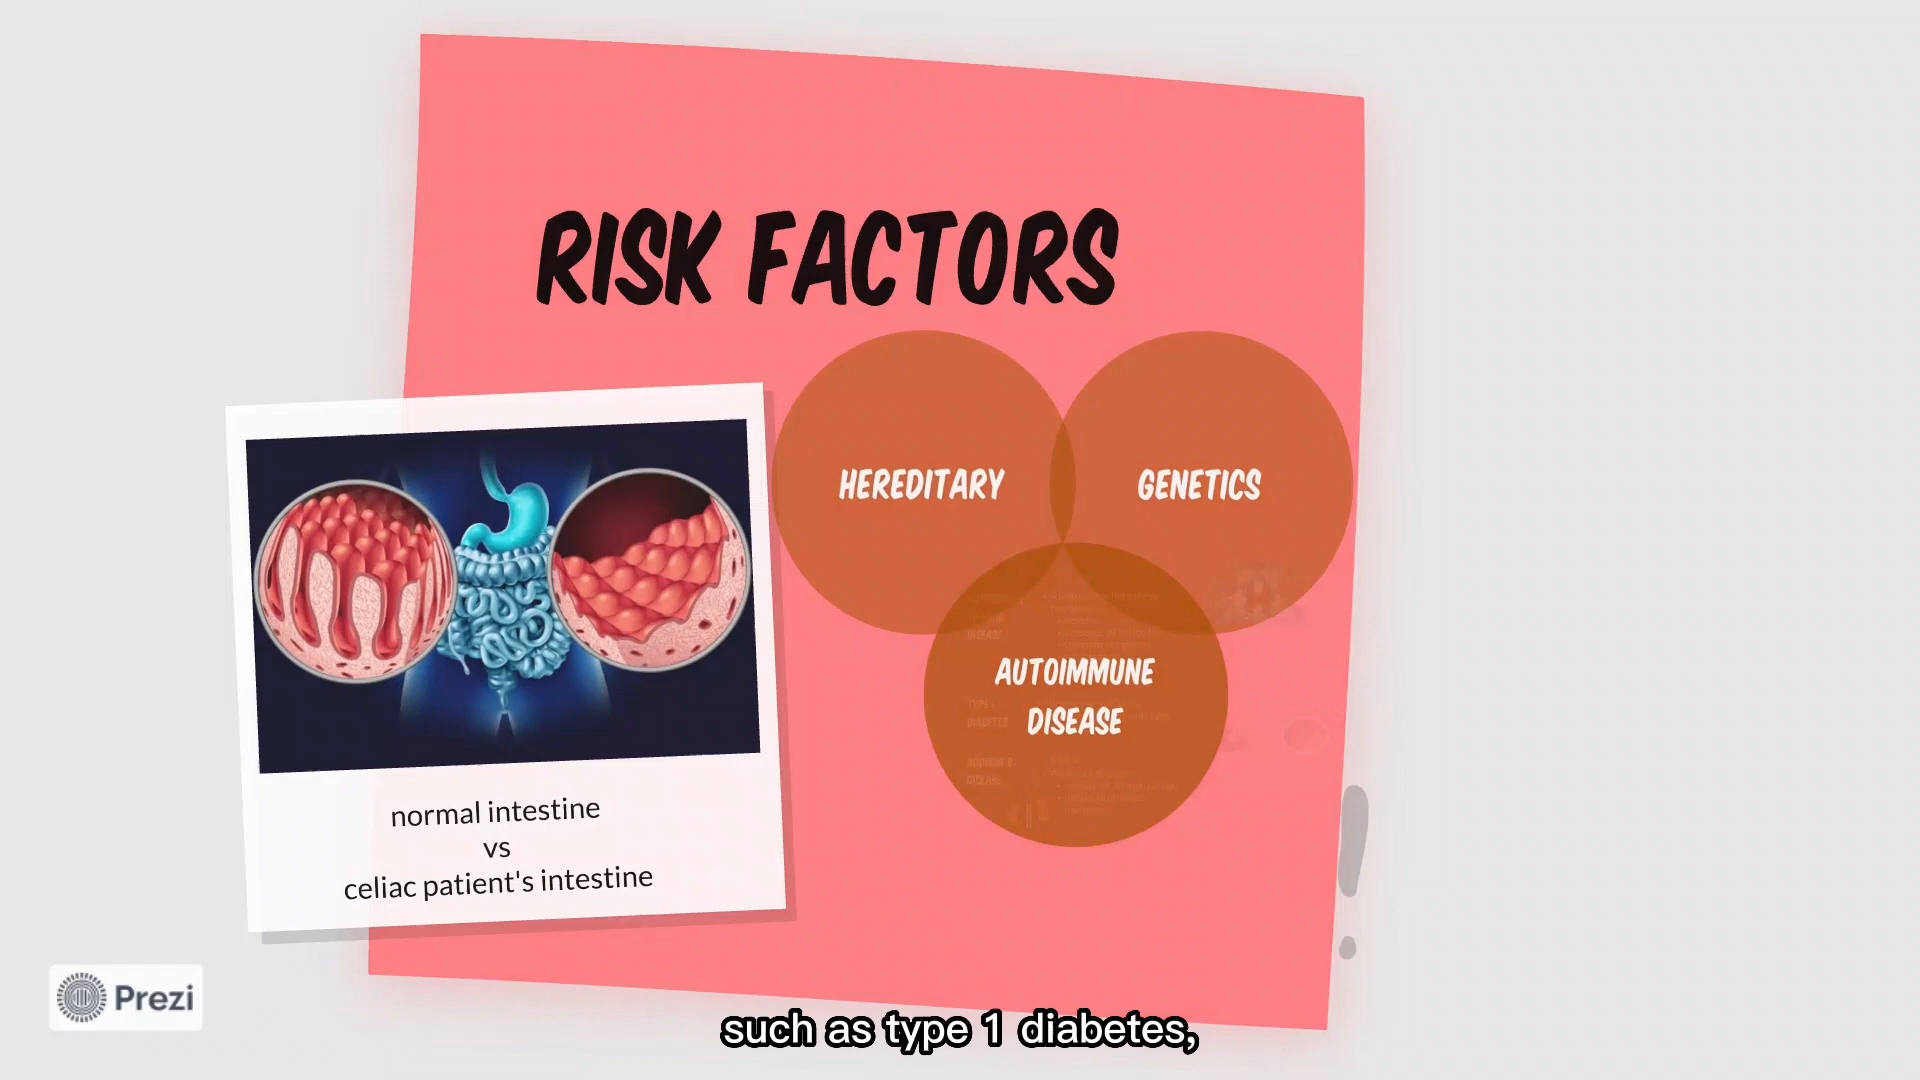 RISK FACTORS
HEREDITARY
GENETICS
AUTOIMMUNE
DISEASE
normal intestine
vs
celiac patient's intestine
Prezi
such as type 1 diabetes,